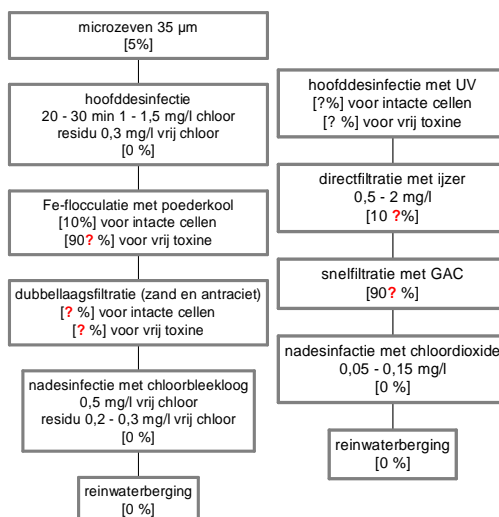 microzeven 35 µm
[5%]
hoofddesinfectie
20 - 30 min 1 - 1,5 mg/l chloor
residu 0,3 mg/l vrij chloor
[0 %]
Fe-flocculatie met poederkool
[10%] voor intacte cellen
[90? %] voor vrij toxine
dubbellaagsfiltratie (zand en antraciet)
[? %] voor intacte cellen
[? %] voor vrij toxine
nadesinfectie met chloorbleekloog
0,5 mg/l vrij chloor
residu 0,2 - 0,3 mg/l vrij chloor
[0 %]
reinwaterberging
[0 %]
hoofddesinfectie met UV
[?%] voor intacte cellen
[? %] voor vrij toxine
directfiltratie met ijzer
0,5 - 2 mg/l
[10 ?%]
snelfiltratie met GAC
[90? %]
nadesinfactie met chloordioxide
0,05 - 0,15 mg/l
[0 %]
reinwaterberging
[0 %]